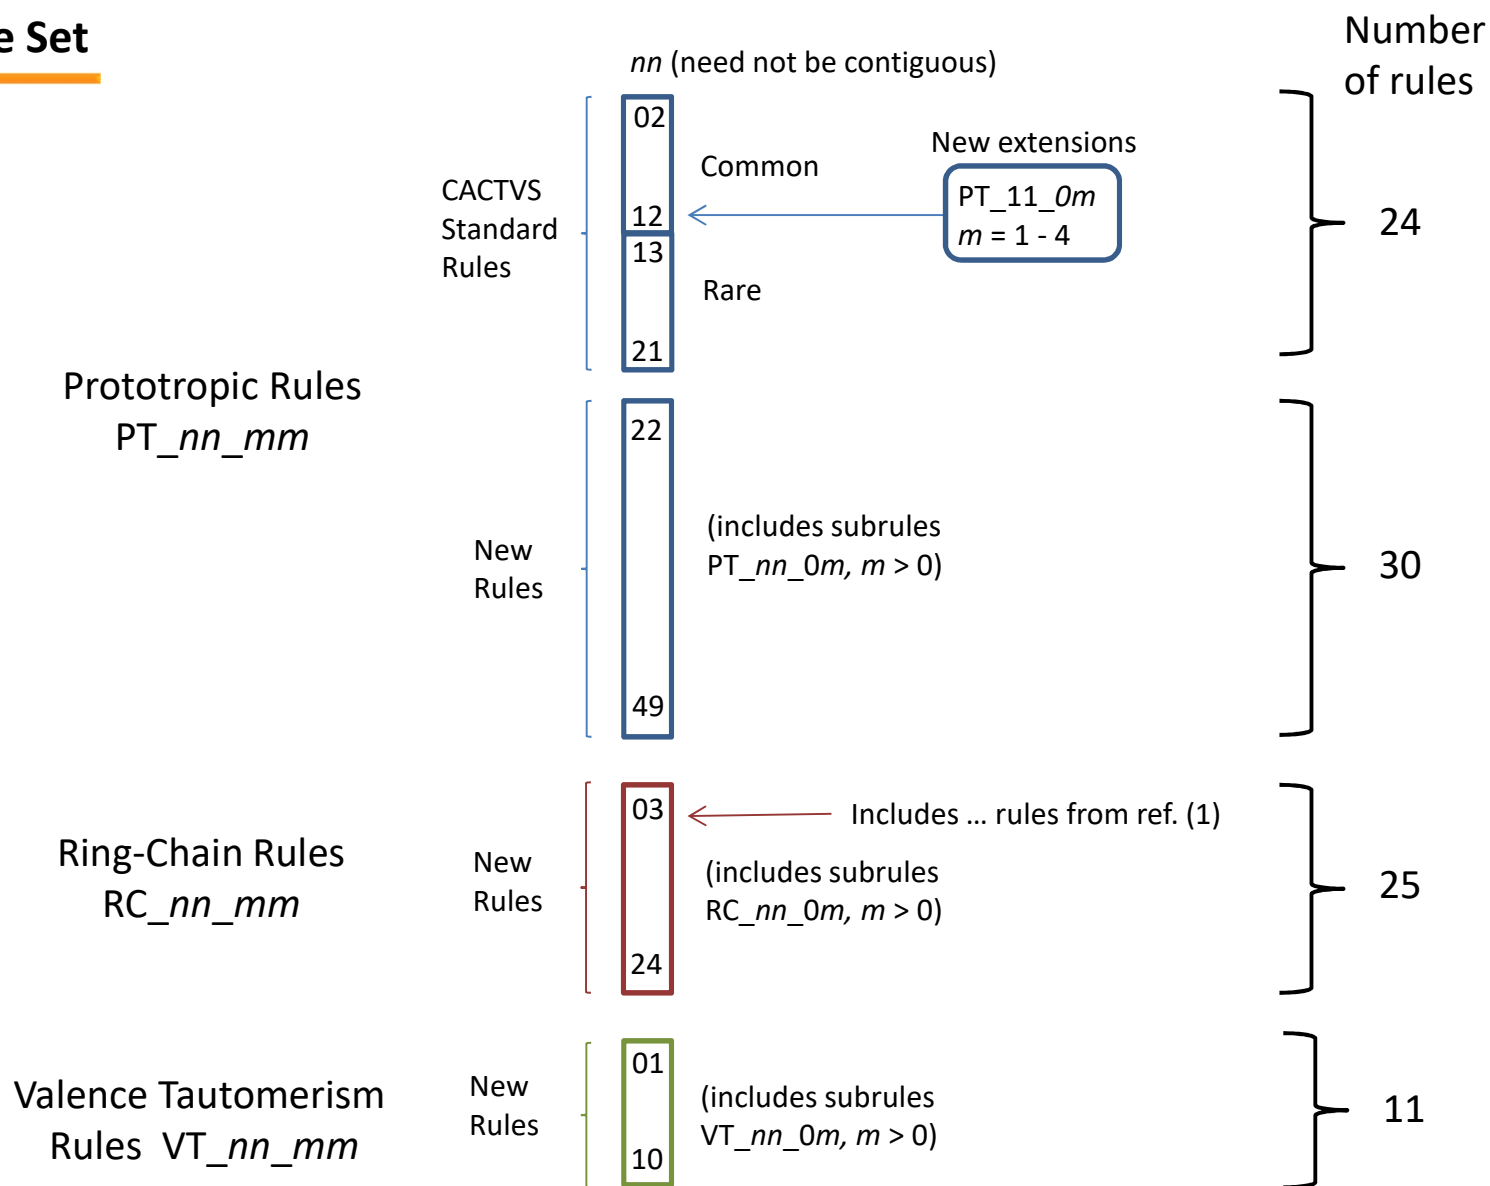 e Set
Number
of rules
nn (need not be contiguous)
02
12
13
21
CACTVS
Standard
Rules
Common
Rare
New extensions
PT_11_0m
m = 1 - 4
24
Prototropic Rules
PT_nn_mm
New
Rules
22
49
(includes subrules
PT_nn_0m, m > 0)
30
Ring-Chain Rules
RC_nn_mm
New
Rules
03
24
Includes … rules from ref. (1)
(includes subrules
RC_nn_0m, m > 0)
25
Valence Tautomerism
Rules VT_nn_mm
New
Rules
01
10
(includes subrules
VT_nn_0m, m > 0)
11